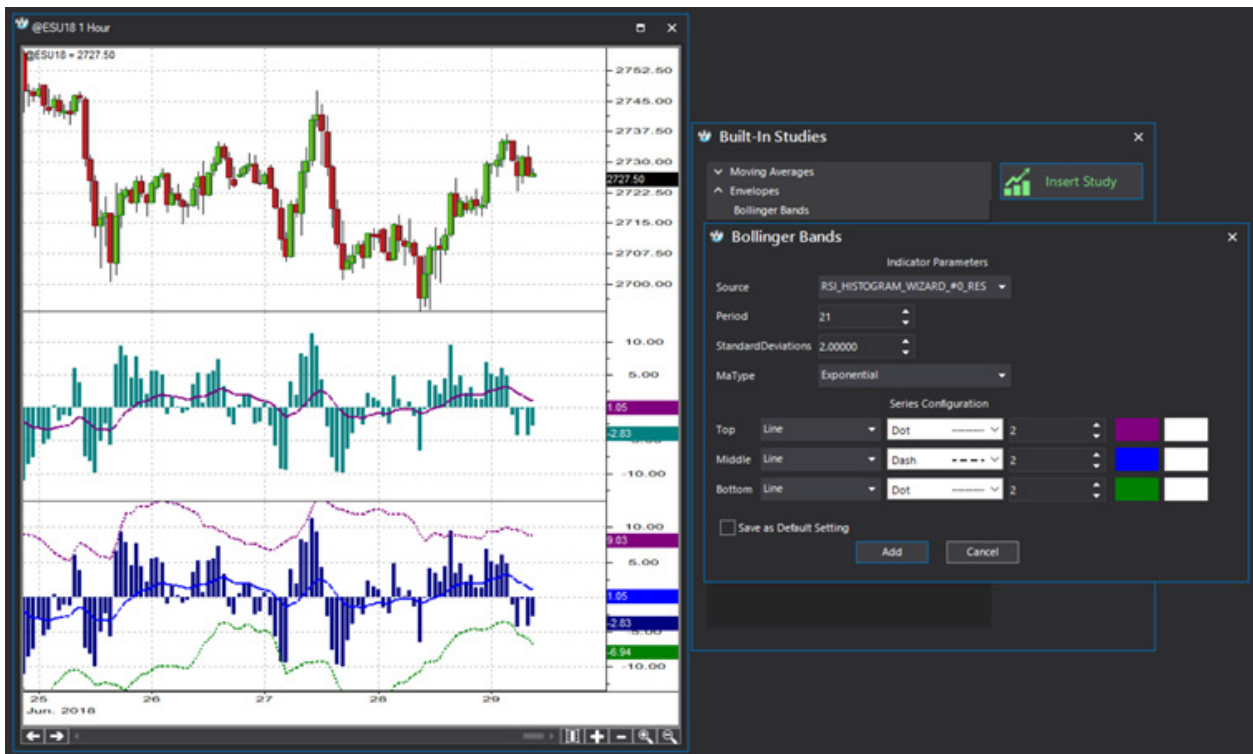 @ESU18 1 Hour
@ESU18 = 2727.50
2752.50
2745.00
2737.50
2730.00
2727.50
2722.50
2715.00
2707.50
2700.00
10.00
5.00
1.05
-2.83
-5.00
-10.00
10.00
9.03
5.00
1.05
-2.83
-5.00
-6.94
-10.00
25 26 27 28 29
Jun. 2018
Built-In Studies
Moving Averages
Envelopes
Bollinger Bands
Insert Study
Bollinger Bands
Indicator Parameters
Source RSI_HISTOGRAM_WIZARD_#0_RES
Period 21
StandardDeviations 2.00000
MaType Exponential
Series Configuration
Top Line Dot 2
Middle Line Dash 2
Bottom Line Dot 2
Save as Default Setting
Add Cancel